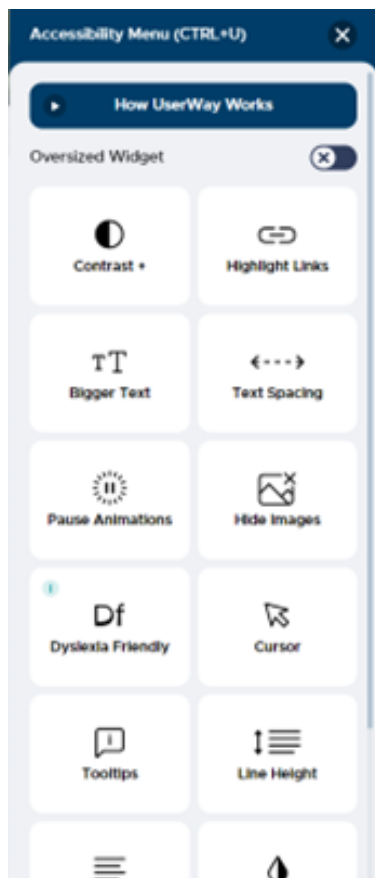 Accessibility Menu (CTRL+U)
How UserWay Works
Oversized Widget
Contrast +
Highlight Links
Bigger Text
Text Spacing
Pause Animations
Hide Images
Df
Dyslexia Friendly
Cursor
Tooltips
Line Height